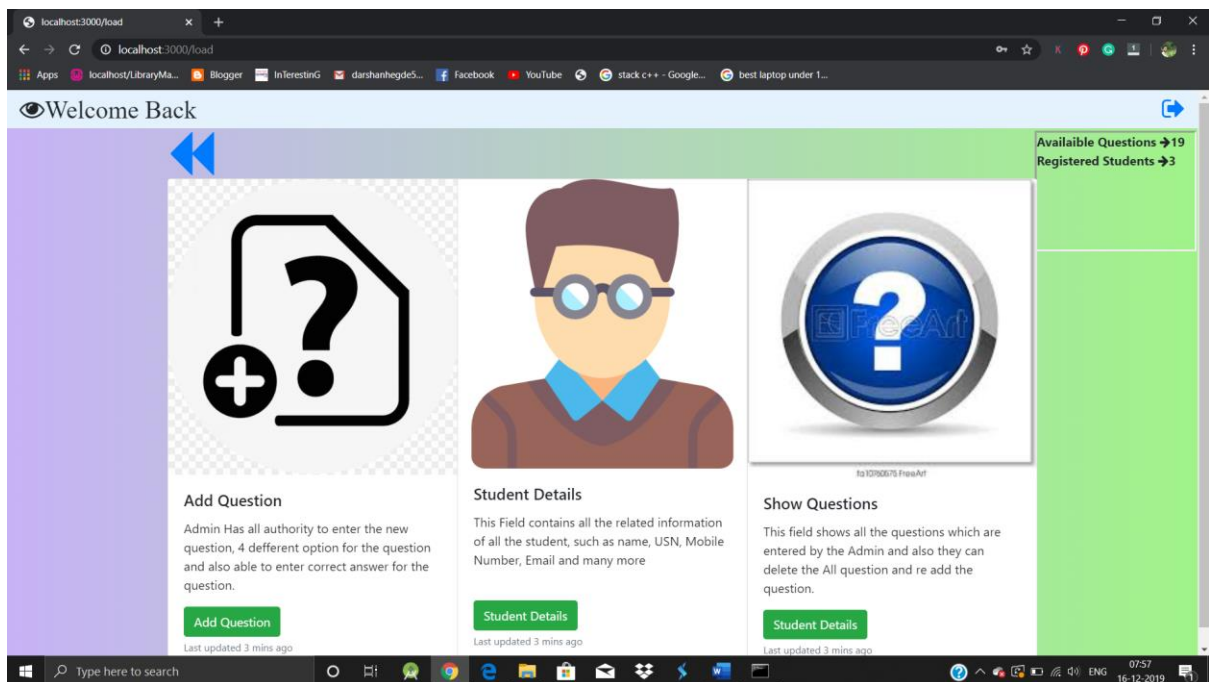 localhost:3000/load
localhost:3000/load
Apps localhost/LibraryMa... Blogger InTerestinG darshanhegde5... Facebook YouTube stack c++ - Google... best laptop under 1...
Welcome Back
Availaible Questions 19
Registered Students 3
FreeArt
fa10780575 FreeArt
Add Question
Admin Has all authority to enter the new
question, 4 defferent option for the question
and also able to enter correct answer for the
question.
Add Question
Last updated 3 mins ago
Student Details
This Field contains all the related information
of all the student, such as name, USN, Mobile
Number, Email and many more
Student Details
Last updated 3 mins ago
Show Questions
This field shows all the questions which are
entered by the Admin and also they can
delete the All question and re add the
question.
Student Details
Last updated 3 mins ago
Type here to search
ENG
07:57
16-12-2019